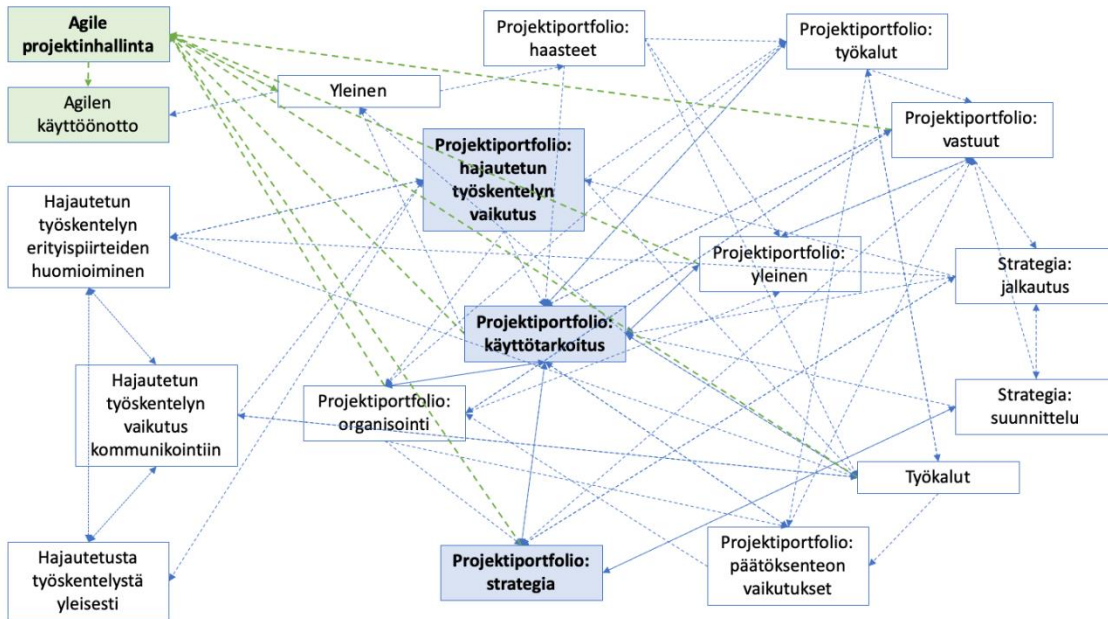 Agile
projektinhallinta
Agilen
käyttöönotto
Yleinen
Projektiportfolio:
haasteet
Projektiportfolio:
työkalut
Projektiportfolio:
vastuut
Projektiportfolio:
hajautetun
työskentelyn
vaikutus
Hajautetun
työskentelyn
erityispiirteiden
huomioiminen
Projektiportfolio:
yleinen
Strategia:
jalkautus
Projektiportfolio:
käyttötarkoitus
Hajautetun
työskentelyn
vaikutus
kommunikointiin
Projektiportfolio:
organisointi
Strategia:
suunnittelu
Työkalut
Hajautetusta
työskentelystä
yleisesti
Projektiportfolio:
strategia
Projektiportfolio:
päätöksenteon
vaikutukset